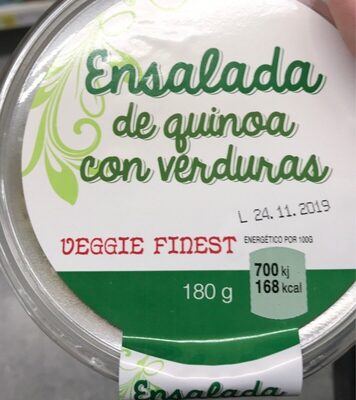 Ensalada
de quinoa
con verduras
L 24.11.2019
VEGGIE FINEST
ENERGÉTICO POR 100G
700 kj
168 kcal
180 g
Ensalada